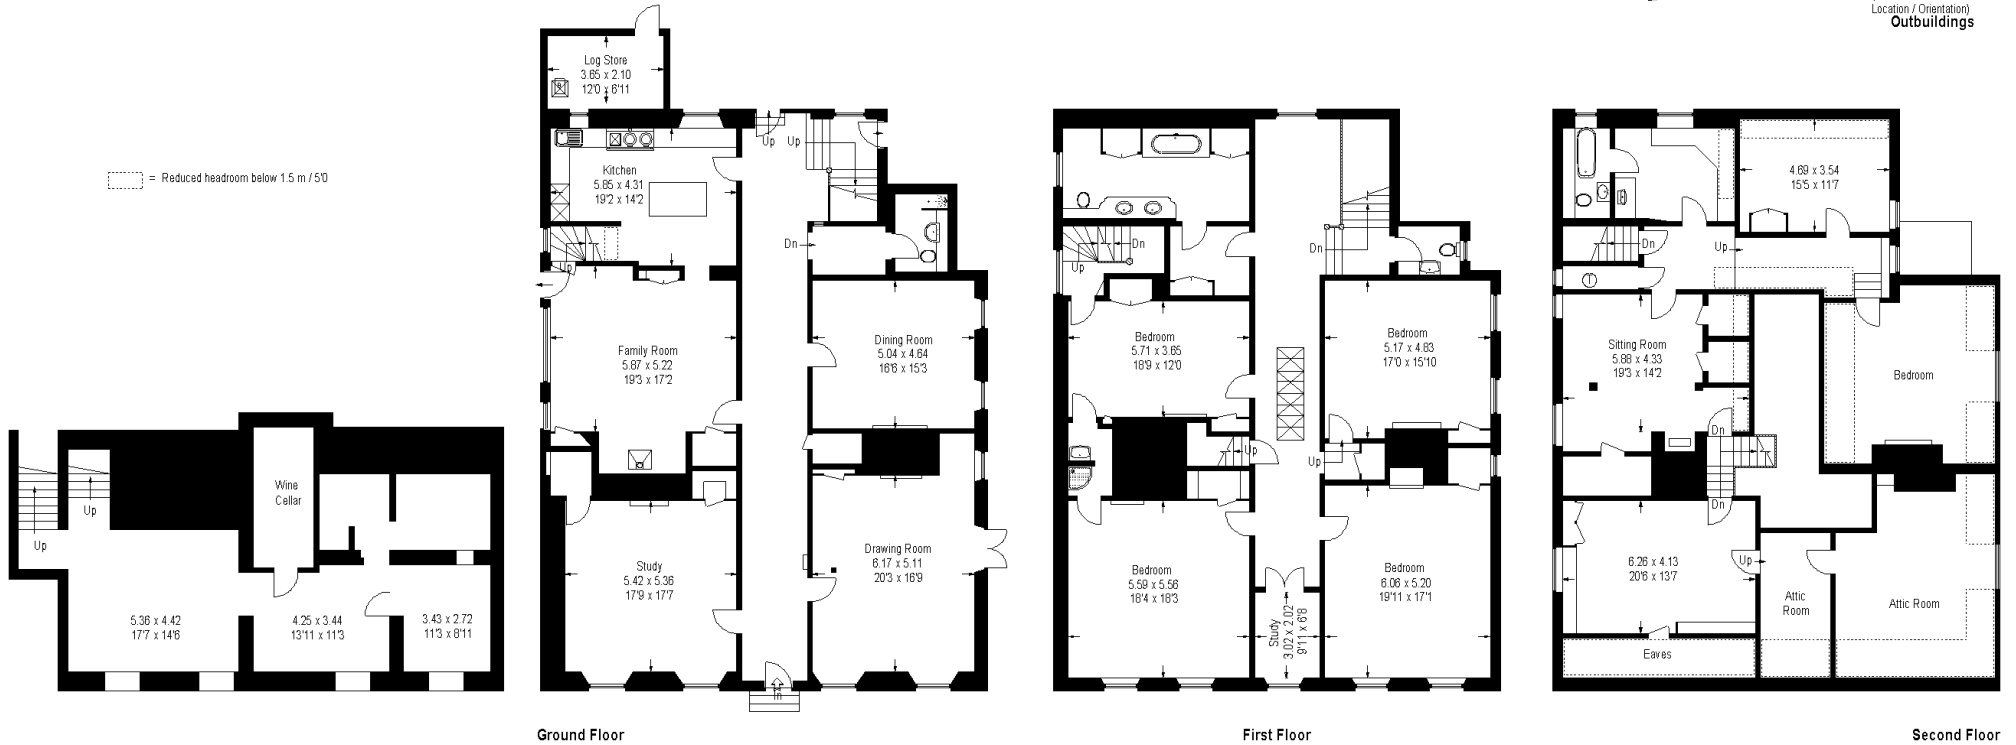 Location / Orientation)
Outbuildings
= Reduced headroom below 1.5 m / 5'0
Up
Up
Wine
Cellar
5.36 x 4.42
17'7 x 14'6
4.25 x 3.44
13'11 x 11'3
3.43 x 2.72
11'3 x 8'11
Log Store
3.65 x 2.10
12'0 x 6'11
Kitchen
5.85 x 4.31
19'2 x 14'2
Up
Up
Dn
Up
Family Room
5.87 x 5.22
19'3 x 17'2
Dining Room
5.04 x 4.64
16'6 x 15'3
Study
5.42 x 5.36
17'9 x 17'7
Drawing Room
6.17 x 5.11
20'3 x 16'9
In
Ground Floor
Dn
Up
Dn
Bedroom
5.71 x 3.65
18'9 x 12'0
Bedroom
5.17 x 4.83
17'0 x 15'10
Up
Up
Bedroom
5.59 x 5.56
18'4 x 18'3
Study
3.02 x 2.02
9'11 x 6'8
Bedroom
6.06 x 5.20
19'11 x 17'1
First Floor
4.69 x 3.54
15'5 x 11'7
Dn
Up
T
Sitting Room
5.88 x 4.33
19'3 x 14'2
Bedroom
Dn
Dn
6.26 x 4.13
20'6 x 13'7
Up
Attic
Room
Attic Room
Eaves
Second Floor